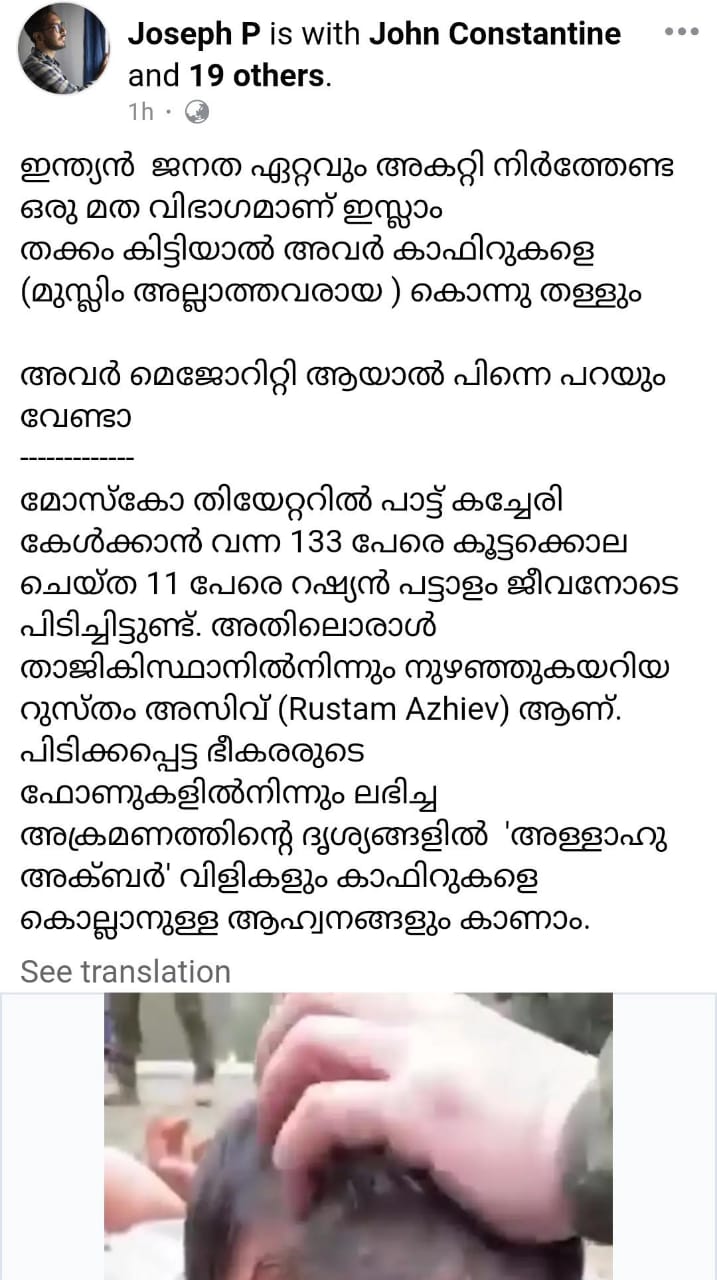 Joseph P is with John Constantine
and 19 others.
1h ·
ഇന്ത്യൻ ജനത ഏറ്റവും അകറ്റി നിർത്തേണ്ട
ഒരു മത വിഭാഗമാണ് ഇസ്ലാം
തക്കം കിട്ടിയാൽ അവർ കാഫിറുകളെ
(മുസ്ലിം അല്ലാത്തവരായ ) കൊന്നു തള്ളും
അവർ മെജോറിറ്റി ആയാൽ പിന്നെ പറയും
വേണ്ടാ
-------------
മോസ്കോ തിയേറ്ററിൽ പാട്ട് കച്ചേരി
കേൾക്കാൻ വന്ന 133 പേരെ കൂട്ടക്കൊല
ചെയ്ത 11 പേരെ റഷ്യൻ പട്ടാളം ജീവനോടെ
പിടിച്ചിട്ടുണ്ട്. അതിലൊരാൾ
താജികിസ്ഥാനിൽനിന്നും നുഴഞ്ഞുകയറിയ
റുസ്തം അസിവ് (Rustam Azhiev) ആണ്.
പിടിക്കപ്പെട്ട ഭീകരരുടെ
ഫോണുകളിൽനിന്നും ലഭിച്ച
അക്രമണത്തിന്റെ ദൃശ്യങ്ങളിൽ 'അള്ളാഹു
അക്ബർ' വിളികളും കാഫിറുകളെ
കൊല്ലാനുള്ള ആഹ്വനങ്ങളും കാണാം.
See translation